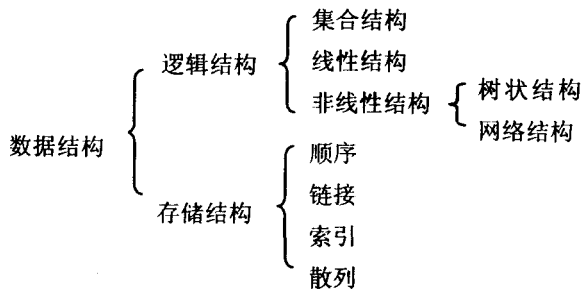 数据结构
逻辑结构
集合结构
线性结构
非线性结构
树状结构
网络结构
存储结构
顺序
链接
索引
散列